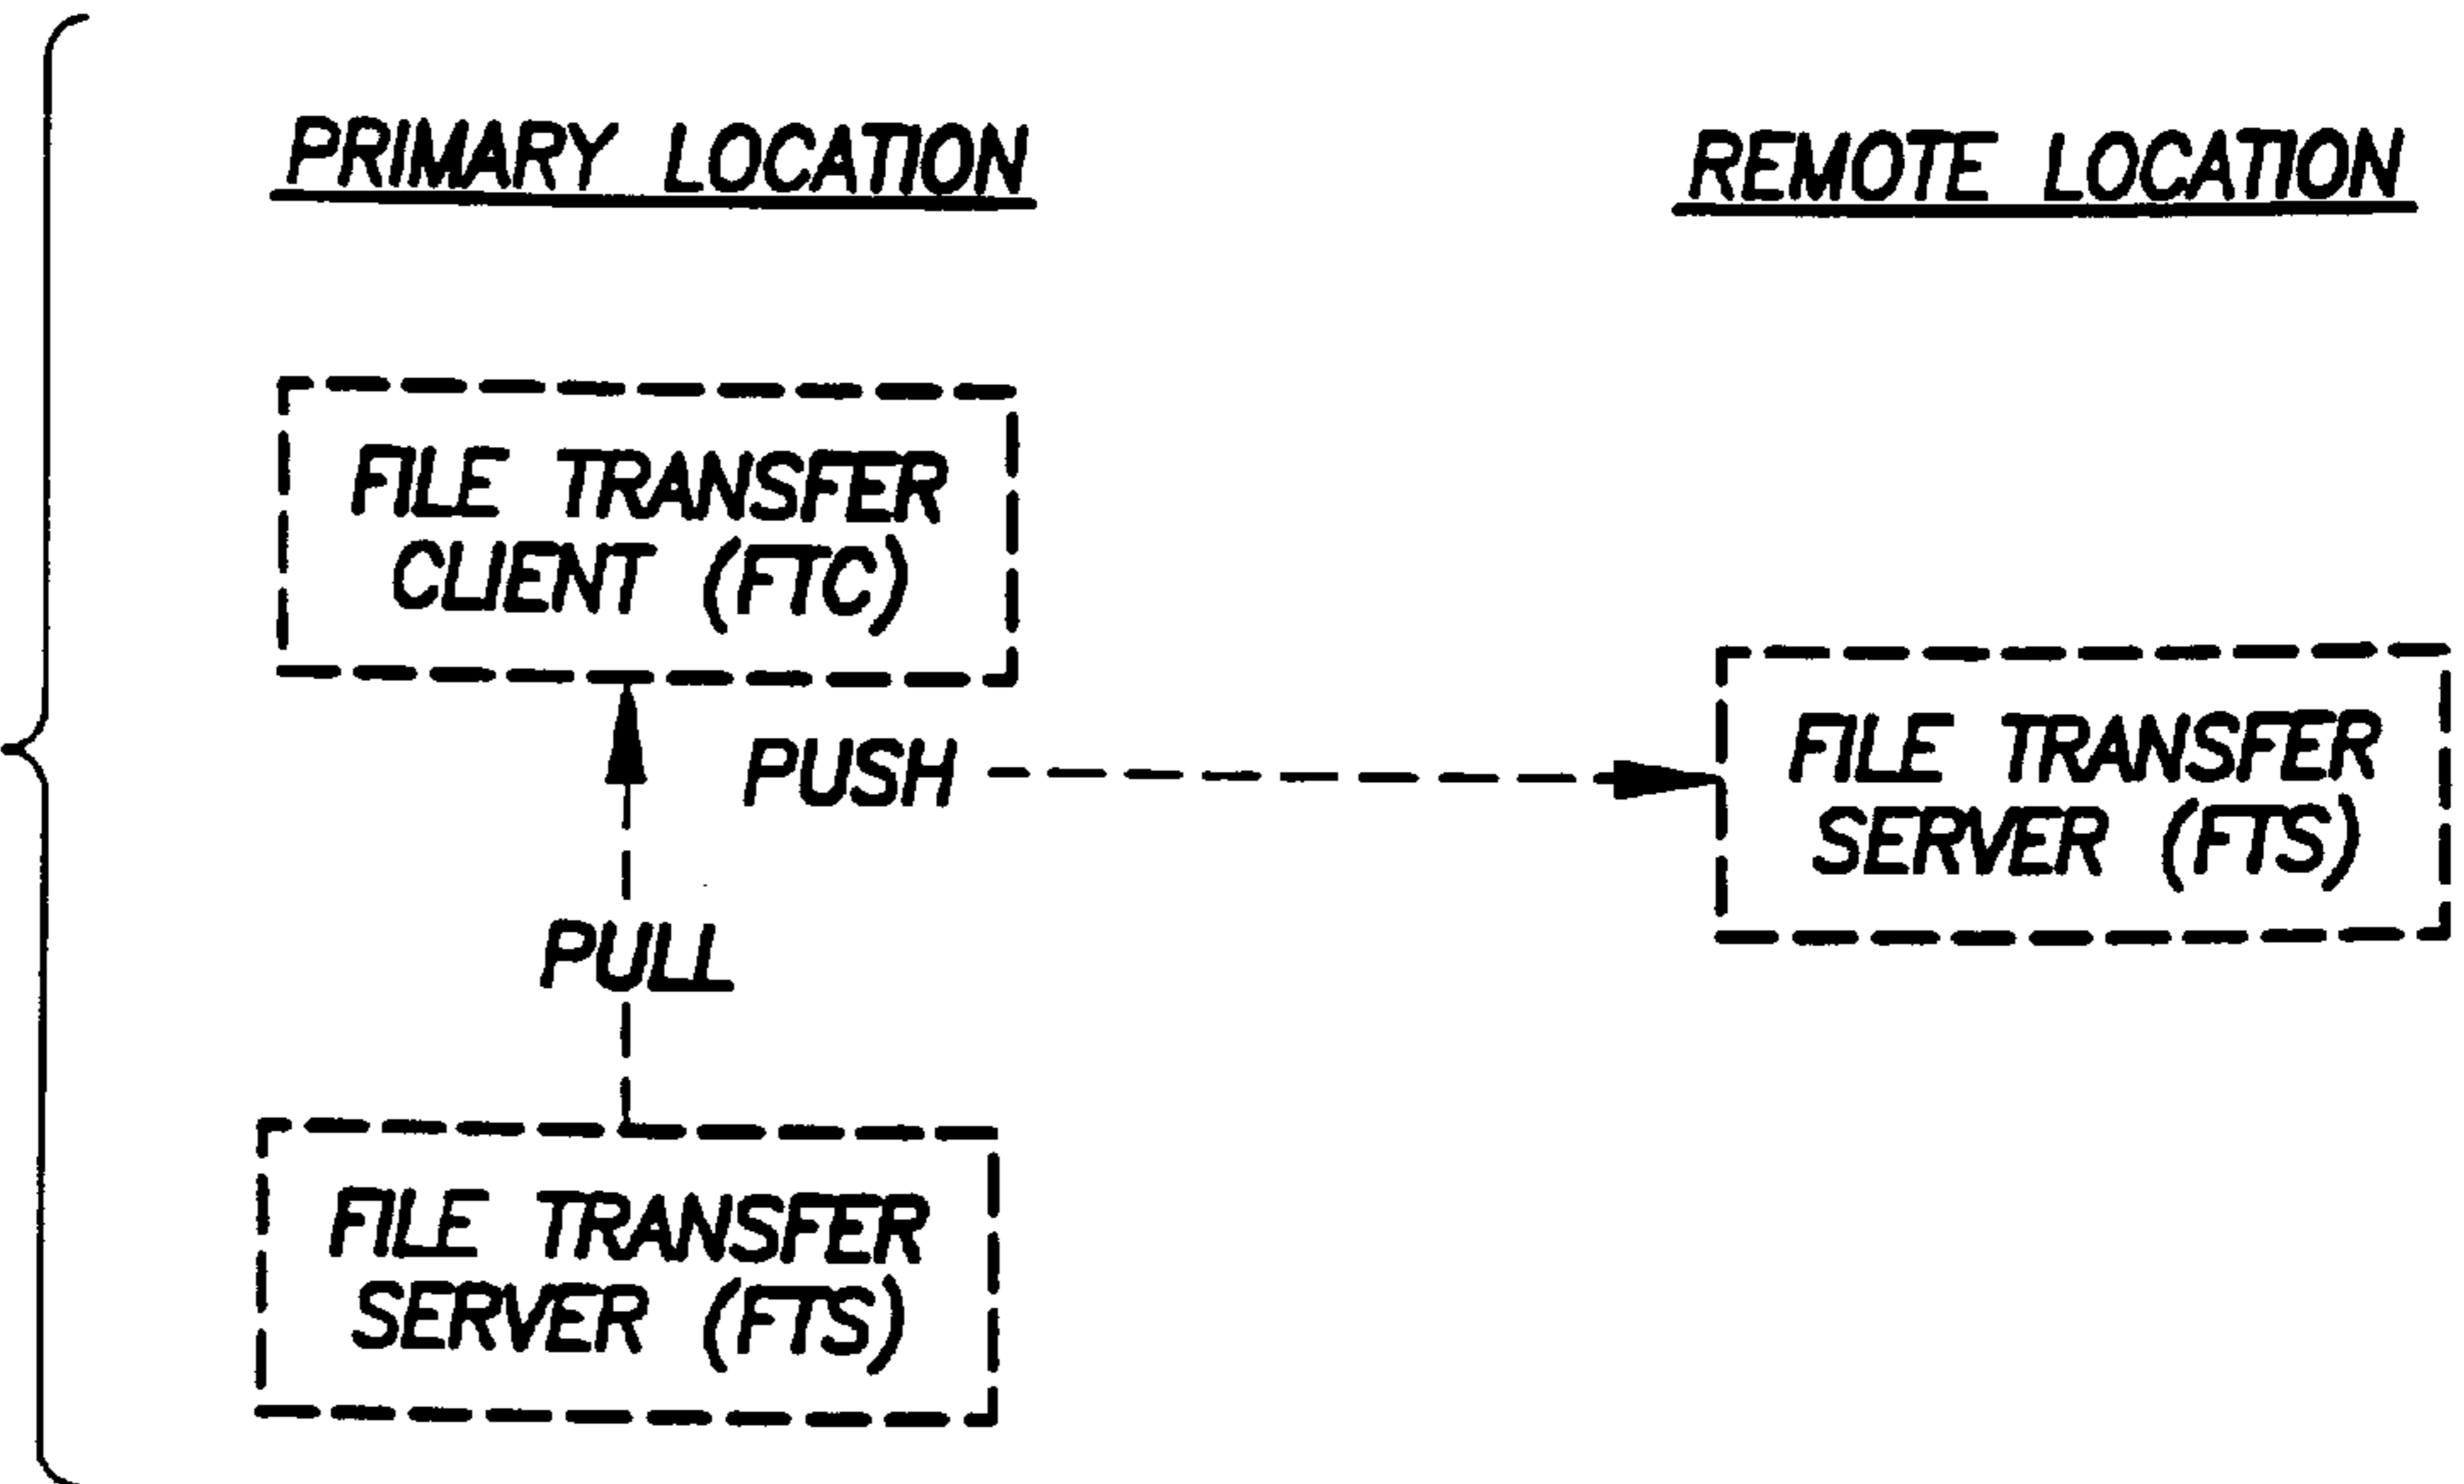 PRIMARY LOCATION
REMOTE LOCATION
FILE TRANSFER
CLIENT (FTC)
PUSH
FILE TRANSFER
SERVER (FTS)
PULL
FILE TRANSFER
SERVER (FTS)